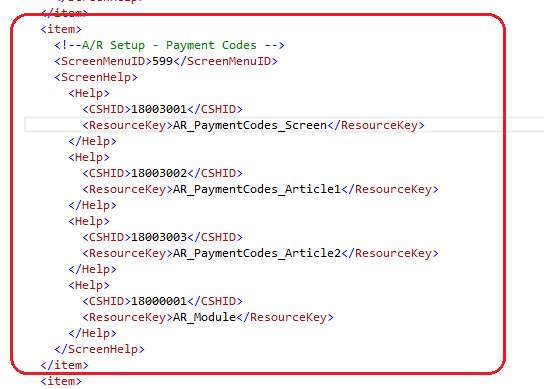 </item>
<item>
<!--A/R Setup - Payment Codes -->
<ScreenMenuID>599</ScreenMenuID>
<ScreenHelp>
<Help>
<CSHID>18003001</CSHID>
<ResourceKey>AR_PaymentCodes_Screen</ResourceKey>
</Help>
<Help>
<CSHID>18003002</CSHID>
<ResourceKey>AR_PaymentCodes_Article1</ResourceKey>
</Help>
<Help>
<CSHID>18003003</CSHID>
<ResourceKey>AR_PaymentCodes_Article2</ResourceKey>
</Help>
<Help>
<CSHID>18000001</CSHID>
<ResourceKey>AR_Module</ResourceKey>
</Help>
</ScreenHelp>
</item>
<item>